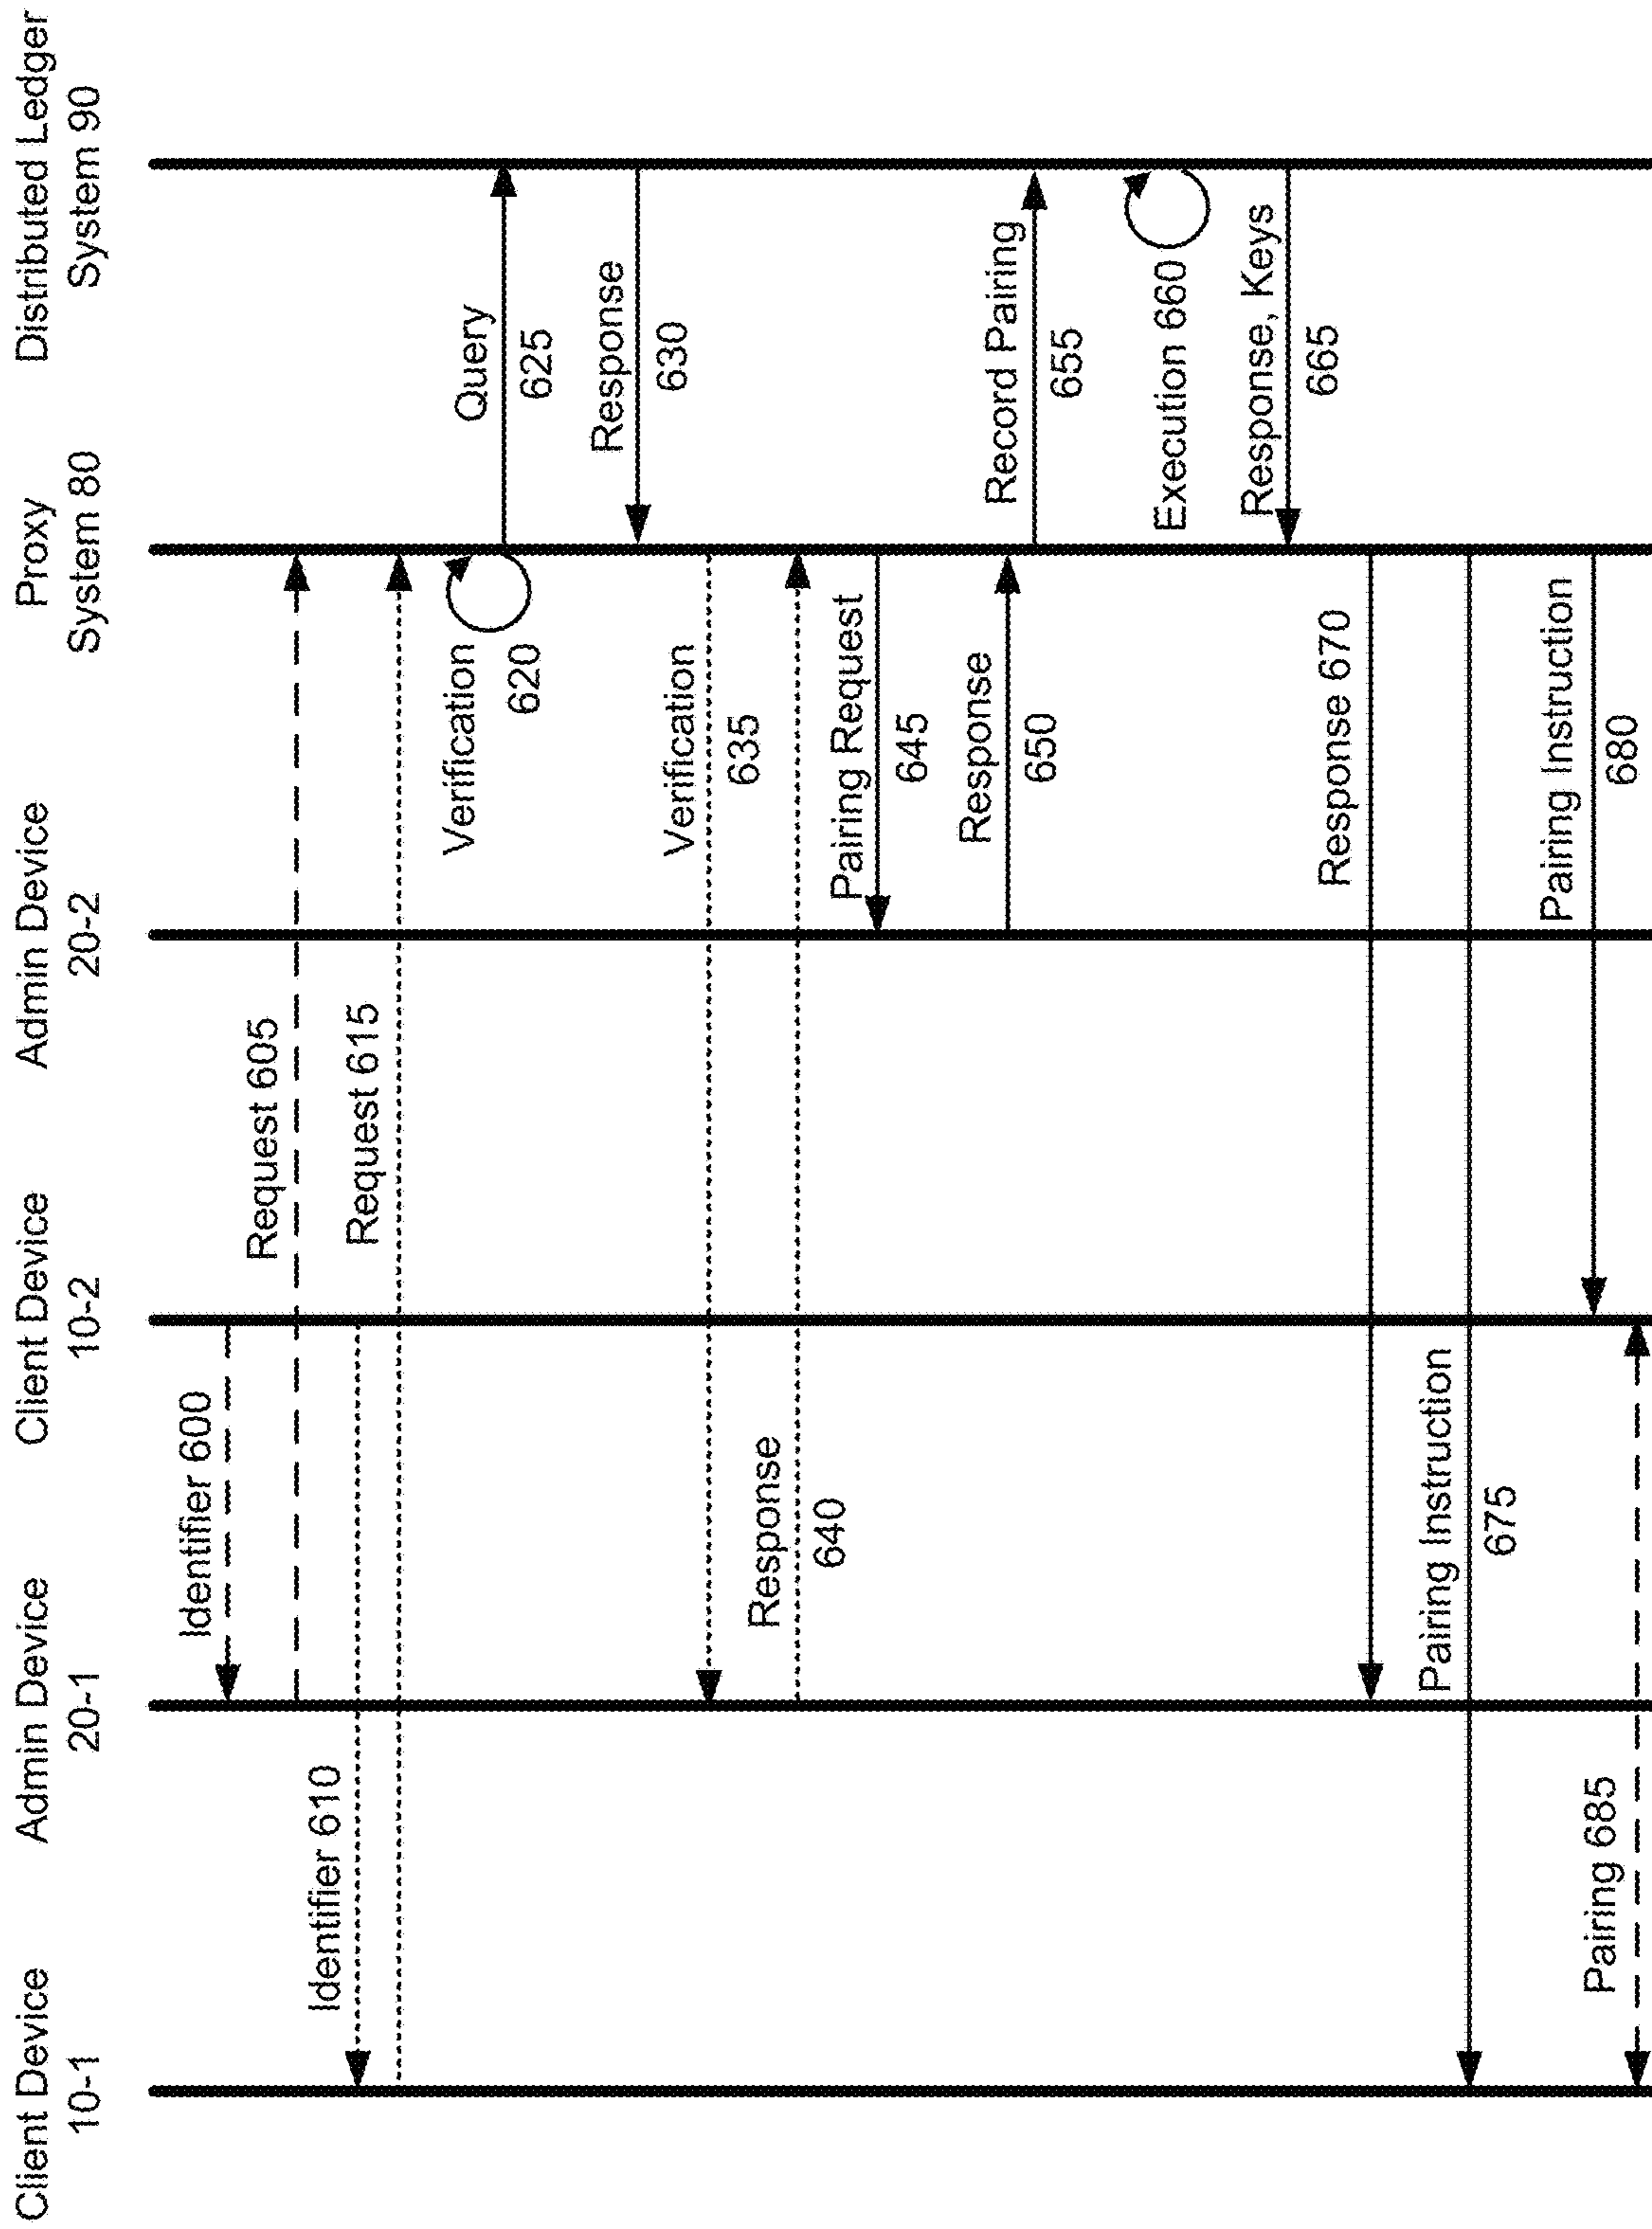 Client Device
10-1
Admin Device
20-1
Client Device
10-2
Admin Device
20-2
Proxy
System 80
Distributed Ledger
System 90
Identifier 600
Request 605
Identifier 610
Request 615
Verification
620
Query
625
Response
630
Verification
635
Response
640
Pairing Request
645
Response
650
Record Pairing
655
Execution 660
Response, Keys
665
Response 670
Pairing Instruction
675
Pairing Instruction
680
Pairing 685